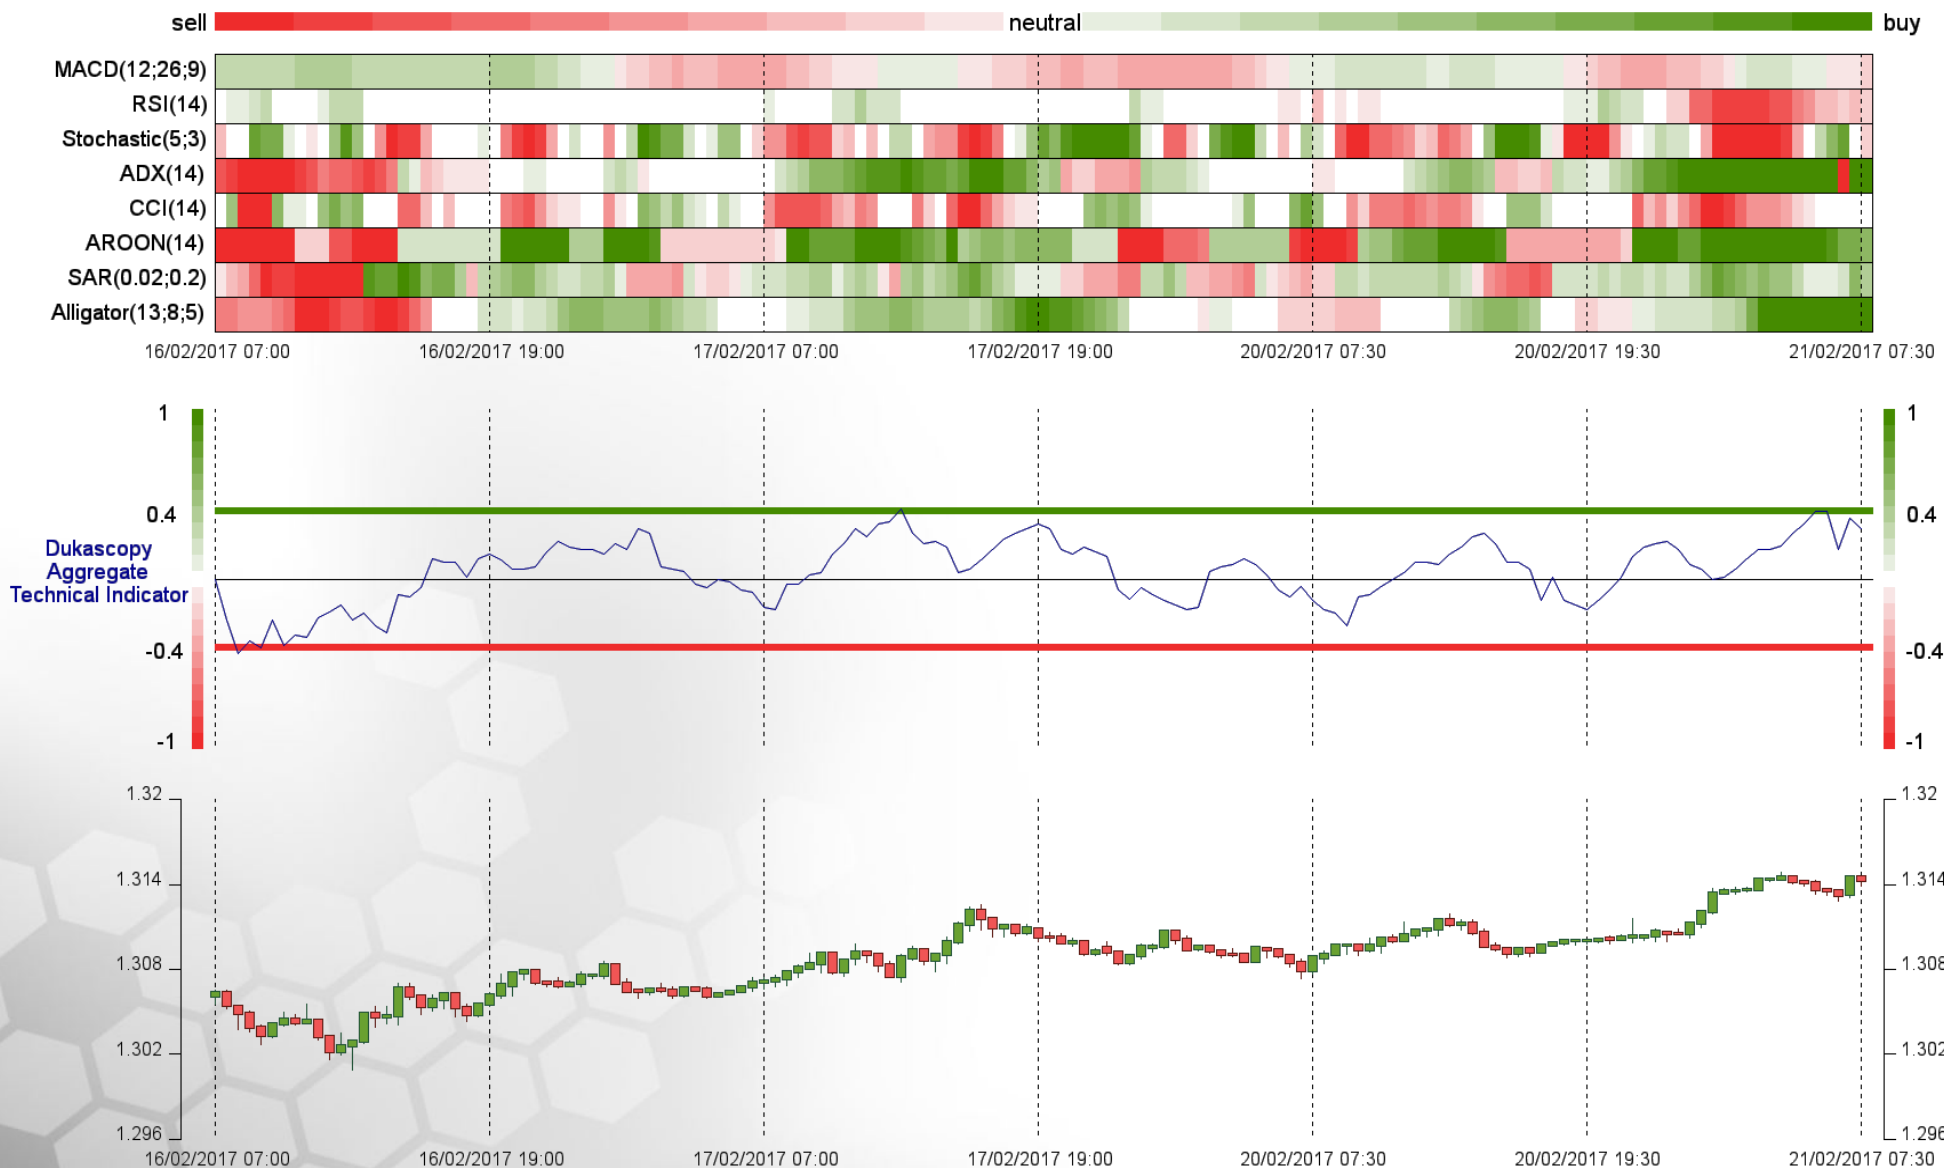 sell neutral buy
MACD(12;26;9)
RSI(14)
Stochastic(5;3)
ADX(14)
CCI(14)
AROON(14)
SAR(0.02;0.2)
Alligator(13;8;5)
16/02/2017 07:00 16/02/2017 19:00 17/02/2017 07:00 17/02/2017 19:00 20/02/2017 07:30 20/02/2017 19:30 21/02/2017 07:30
1 1
0.4 0.4
Dukascopy
Aggregate
Technical Indicator
-0.4 -0.4
-1 -1
1.32 1.32
1.314 1.314
1.308 1.308
1.302 1.302
1.296 1.296
16/02/2017 07:00 16/02/2017 19:00 17/02/2017 07:00 17/02/2017 19:00 20/02/2017 07:30 20/02/2017 19:30 21/02/2017 07:30